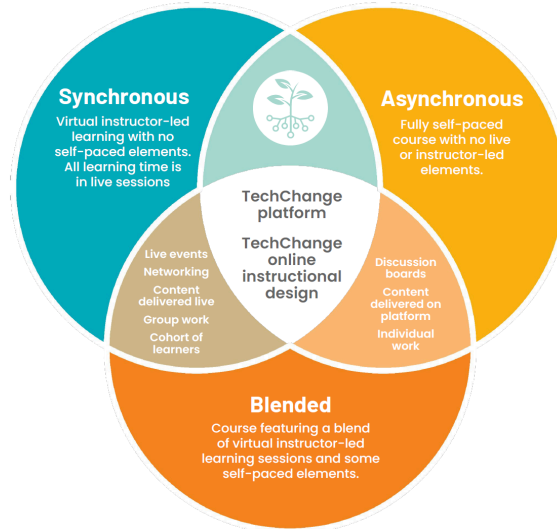 Synchronous
Virtual instructor-led
learning with no
self-paced elements.
All learning time is
in live sessions
Asynchronous
Fully self-paced
course with no live
or instructor-led
elements.
TechChange
platform
TechChange
online
instructional
design
Live events
Networking
Content
delivered live
Group work
Cohort of
learners
Discussion
boards
Content
delivered on
platform
Individual
work
Blended
Course featuring a blend
of virtual instructor-led
learning sessions and some
self-paced elements.